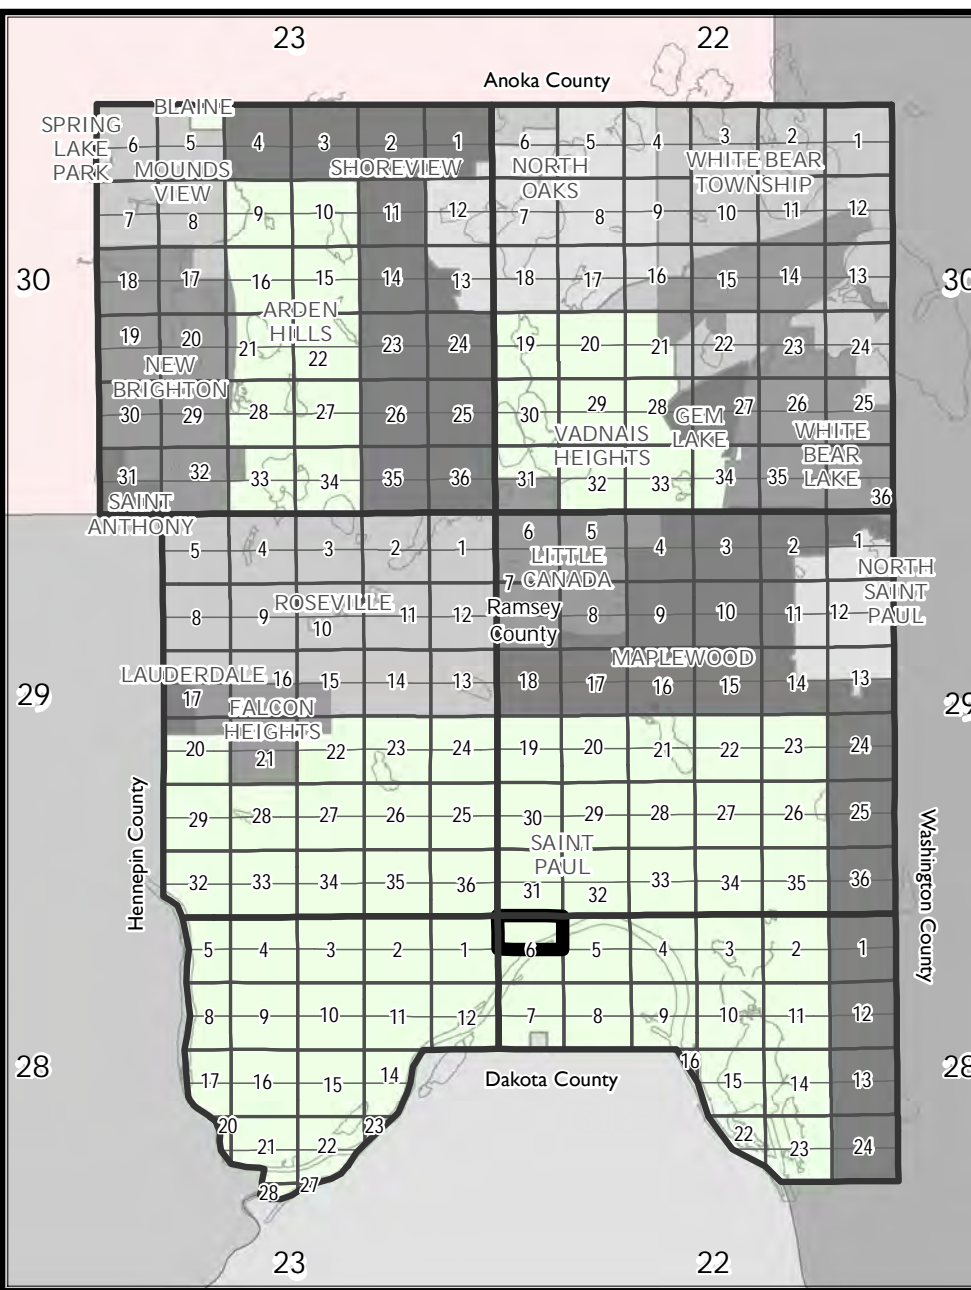 23 22
Anoka County
BLAINE
SPRING
LAKE
PARK
6 5 4 3 2 1 6 5 4 3 2 1
MOUNDS
VIEW
SHOREVIEW
NORTH
OAKS
WHITE BEAR
TOWNSHIP
7 8 9 10 11 12 7 8 9 10 11 12
30 18 17 16 15 14 13 18 17 16 15 14 13 30
ARDEN
HILLS
19 20 21 22 23 24 19 20 21 22 23 24
NEW
BRIGHTON
30 29 28 27 26 25 30 29 28 27 26 25
GEM
LAKE
VADNAIS
HEIGHTS
WHITE
BEAR
LAKE
31 32 33 34 35 36 31 32 33 34 35 36
SAINT
ANTHONY
5 4 3 2 1 6 5 4 3 2 1
LITTLE
CANADA
NORTH
SAINT
PAUL
8 9 10 11 12 7 8 9 10 11 12
ROSEVILLE
Ramsey
County
MAPLEWOOD
LAUDERDALE
29 17 16 15 14 13 18 17 16 15 14 13 29
FALCON
HEIGHTS
20 21 22 23 24 19 20 21 22 23 24
Hennepin County
Washington County
29 28 27 26 25 30 29 28 27 26 25
SAINT
PAUL
32 33 34 35 36 31 32 33 34 35 36
5 4 3 2 1 6 5 4 3 2 1
8 9 10 11 12 7 8 9 10 11 12
28 17 16 15 14 16 15 14 13 28
Dakota County
20 21 22 23 22 23 24
28 27
23 22